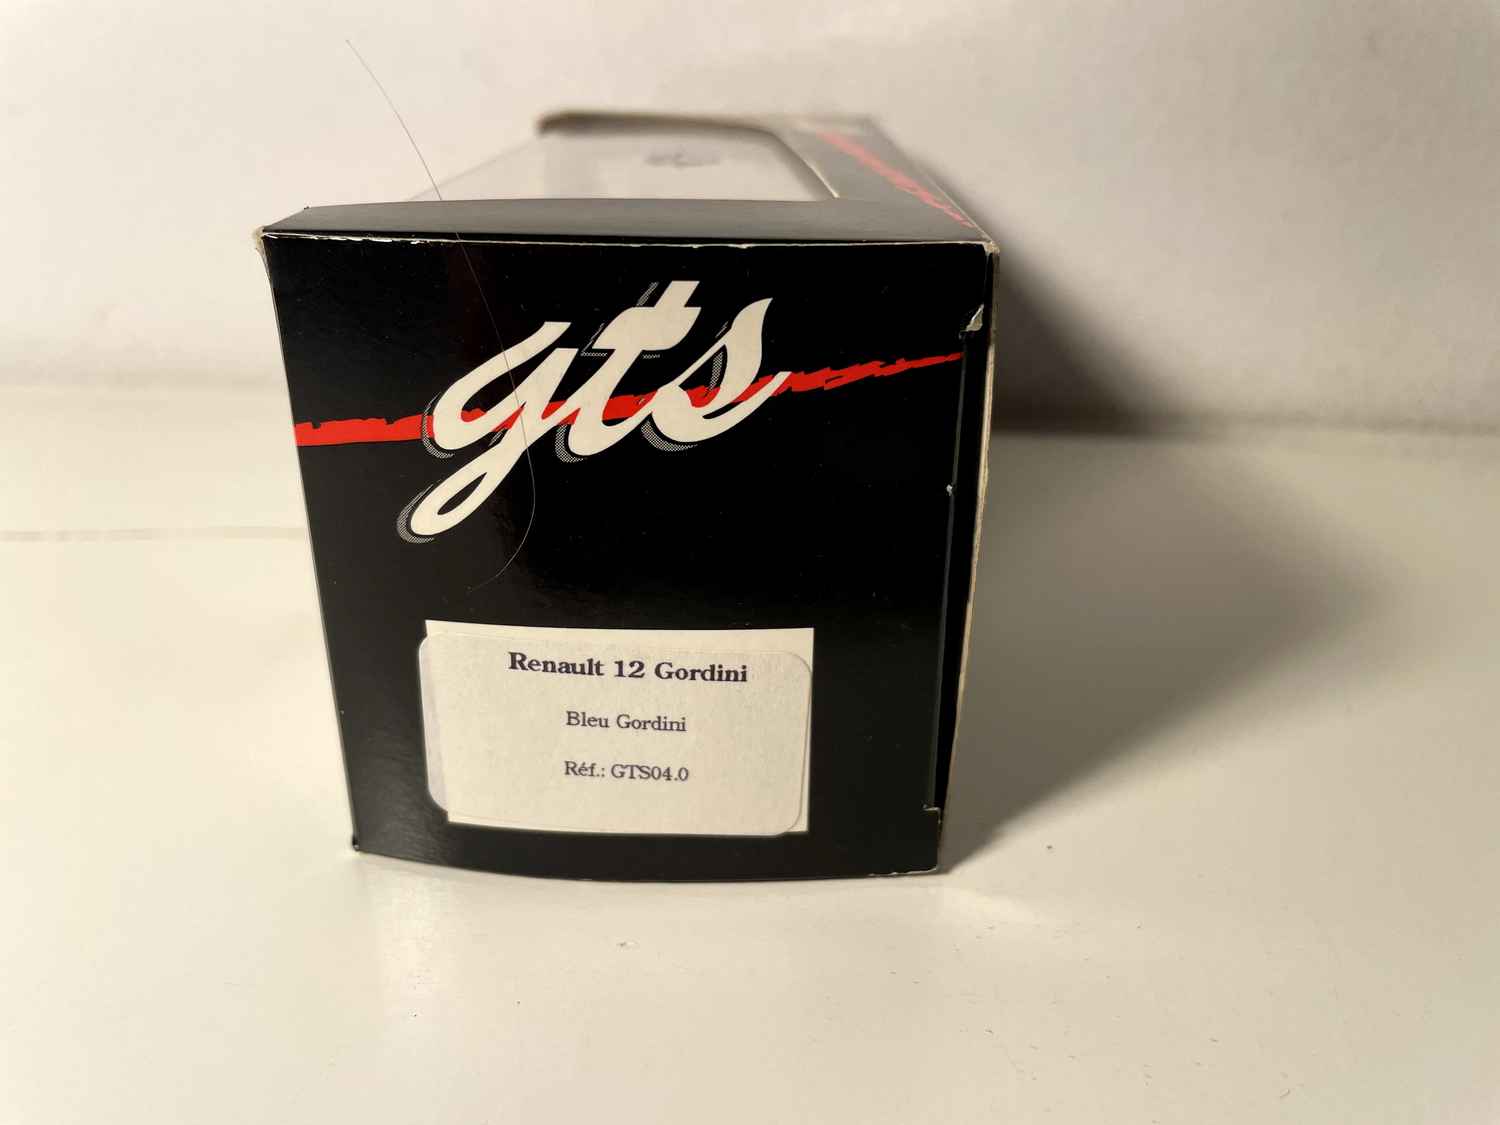 gts
Renault 12 Gordini
Bleu Gordini
Réf.: GTS04.0